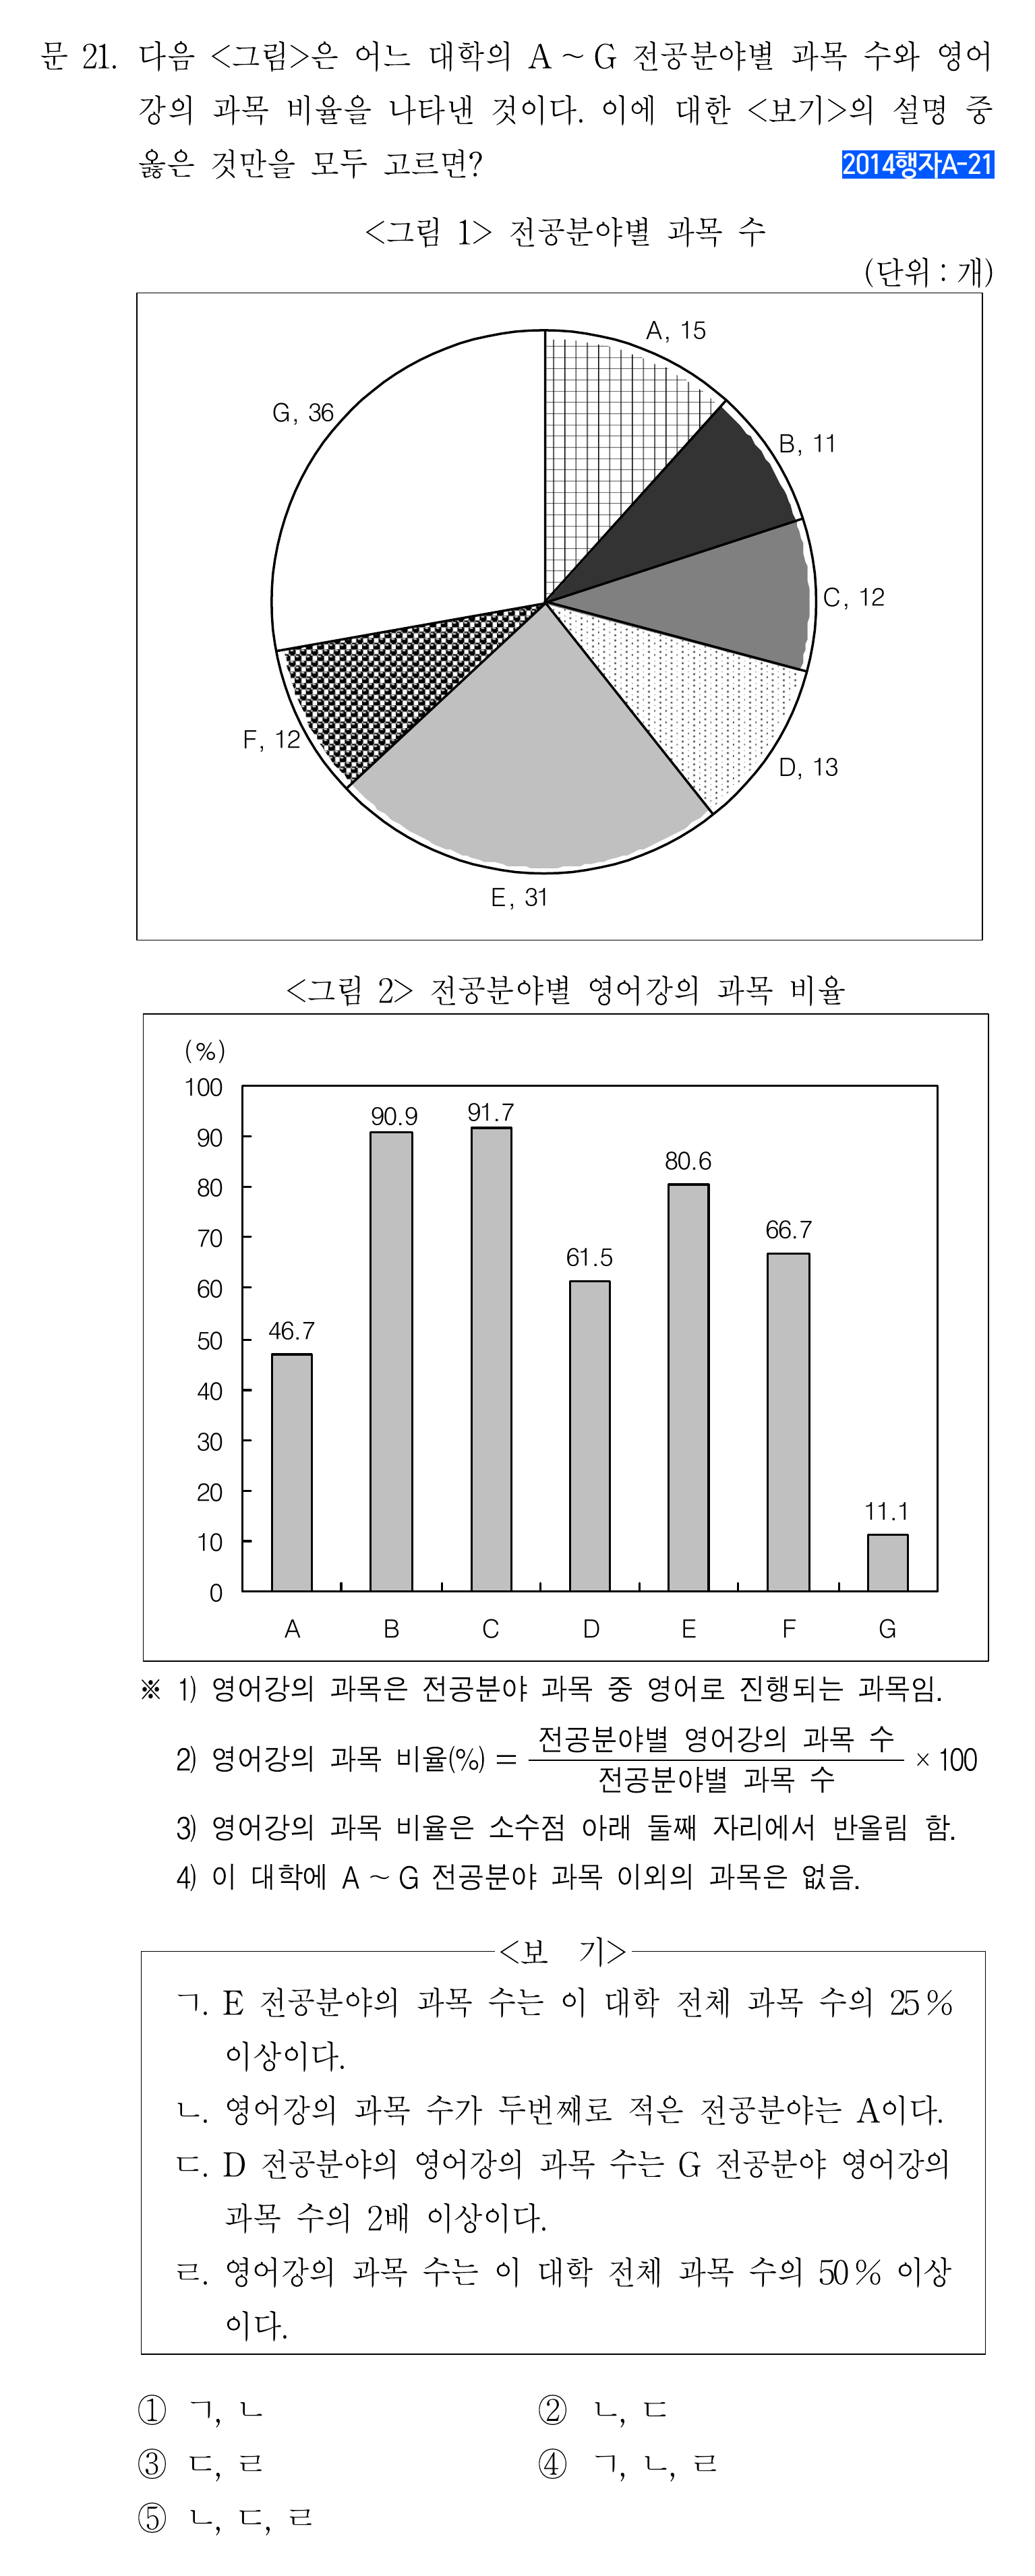 문 21. 다음 <그림>은 어느 대학의 A ~ G 전공분야별 과목 수와 영어
강의 과목 비율을 나타낸 것이다. 이에 대한 <보기>의 설명 중
옳은 것만을 모두 고르면?
2014행자A-21
<그림 1> 전공분야별 과목 수
(단위 : 개)
A, 15
G, 36
B, 11
C, 12
F, 12
D, 13
E, 31
<그림 2> 전공분야별 영어강의 과목 비율
(%)
100
90
80
70
60
50
40
30
20
10
0
46.7
90.9
91.7
61.5
80.6
66.7
11.1
A B C D E F G
※ 1) 영어강의 과목은 전공분야 과목 중 영어로 진행되는 과목임.
2) 영어강의 과목 비율(%) = 전공분야별 영어강의 과목 수 / 전공분야별 과목 수 × 100
3) 영어강의 과목 비율은 소수점 아래 둘째 자리에서 반올림 함.
4) 이 대학에 A ~ G 전공분야 과목 이외의 과목은 없음.
<보 기>
ㄱ. E 전공분야의 과목 수는 이 대학 전체 과목 수의 25 %
이상이다.
ㄴ. 영어강의 과목 수가 두번째로 적은 전공분야는 A이다.
ㄷ. D 전공분야의 영어강의 과목 수는 G 전공분야 영어강의
과목 수의 2배 이상이다.
ㄹ. 영어강의 과목 수는 이 대학 전체 과목 수의 50 % 이상
이다.
① ㄱ, ㄴ
② ㄴ, ㄷ
③ ㄷ, ㄹ
④ ㄱ, ㄴ, ㄹ
⑤ ㄴ, ㄷ, ㄹ